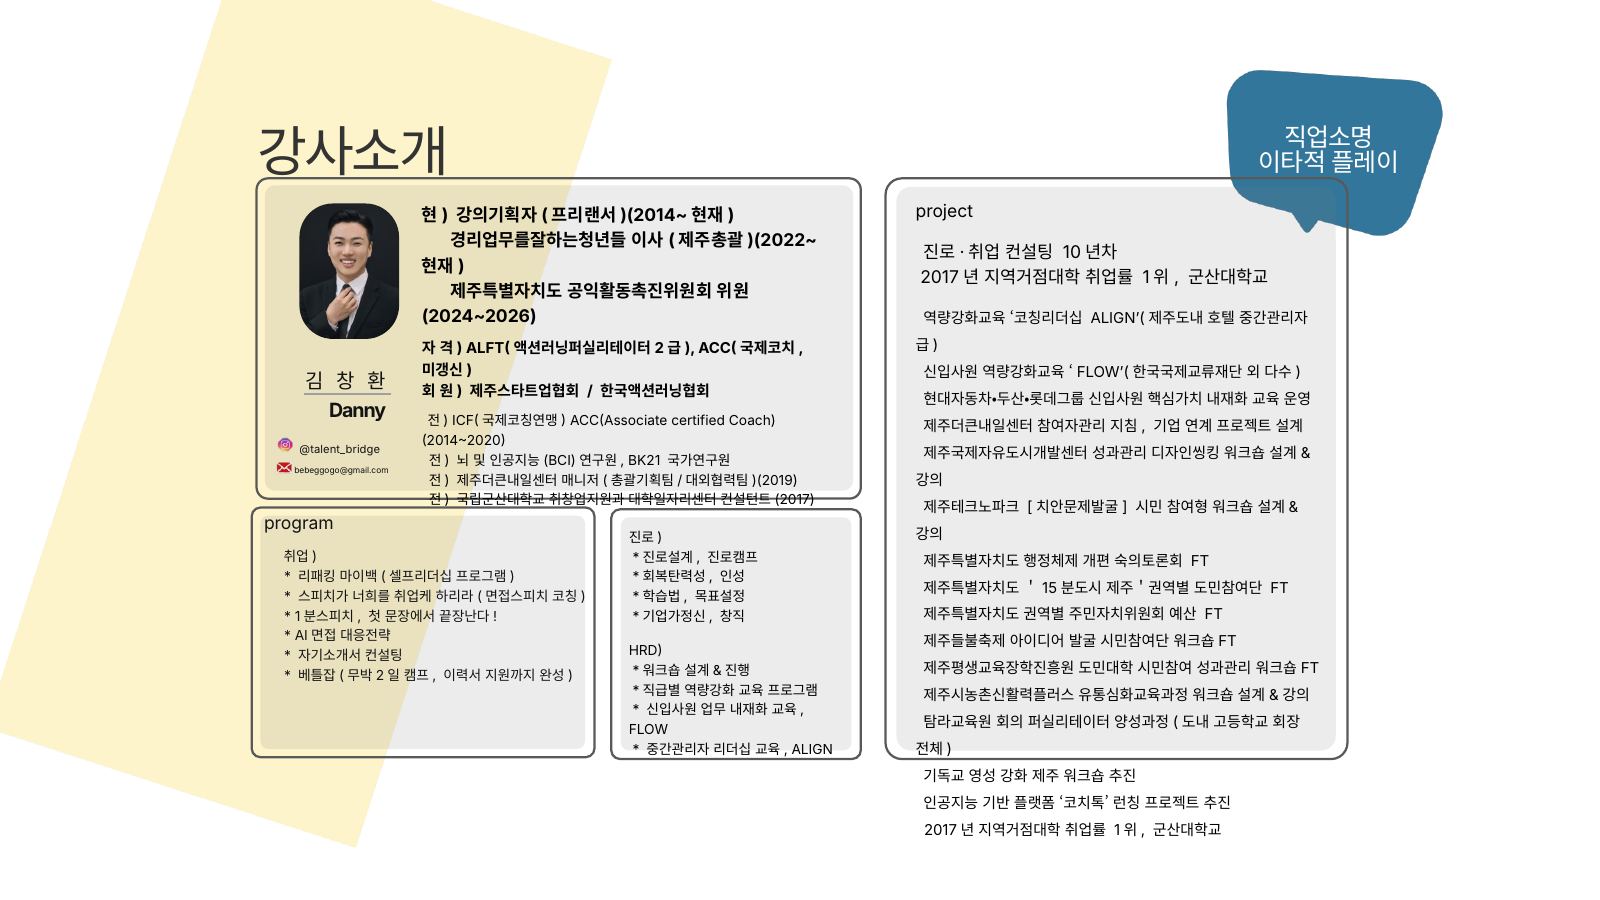 강사소개
직업소명
이타적 플레이
현 ) 강의기획자 ( 프리랜서 )(2014~ 현재 )
경리업무를잘하는청년들 이사 ( 제주총괄 )(2022~
현재 )
제주특별자치도 공익활동촉진위원회 위원
(2024~2026)
자 격 ) ALFT( 액션러닝퍼실리테이터 2 급 ), ACC( 국제코치 ,
미갱신 )
회 원 ) 제주스타트업협회 / 한국액션러닝협회
전 ) ICF( 국제코칭연맹 ) ACC(Associate certified Coach)
(2014~2020)
전 ) 뇌 및 인공지능 (BCI) 연구원 , BK21 국가연구원
전 ) 제주더큰내일센터 매니저 ( 총괄기획팀 / 대외협력팀 )(2019)
전 ) 국립군산대학교 취창업지원과 대학일자리센터 컨설턴트 (2017)
김 창 환
Danny
@talent_bridge
bebeggogo@gmail.com
program
취업 )
* 리패킹 마이백 ( 셀프리더십 프로그램 )
* 스피치가 너희를 취업케 하리라 ( 면접스피치 코칭 )
* 1 분스피치 , 첫 문장에서 끝장난다 !
* AI 면접 대응전략
* 자기소개서 컨설팅
* 베틀잡 ( 무박 2 일 캠프 , 이력서 지원까지 완성 )
진로 )
* 진로설계 , 진로캠프
* 회복탄력성 , 인성
* 학습법 , 목표설정
* 기업가정신 , 창직
HRD)
* 워크숍 설계 & 진행
* 직급별 역량강화 교육 프로그램
* 신입사원 업무 내재화 교육 ,
FLOW
* 중간관리자 리더십 교육 , ALIGN
project
진로 · 취업 컨설팅 10 년차
2017 년 지역거점대학 취업률 1 위 , 군산대학교
역량강화교육 ‘코칭리더십 ALIGN’( 제주도내 호텔 중간관리자
급 )
신입사원 역량강화교육 ‘ FLOW’( 한국국제교류재단 외 다수 )
현대자동차•두산•롯데그룹 신입사원 핵심가치 내재화 교육 운영
제주더큰내일센터 참여자관리 지침 , 기업 연계 프로젝트 설계
제주국제자유도시개발센터 성과관리 디자인씽킹 워크숍 설계 &
강의
제주테크노파크 [ 치안문제발굴 ] 시민 참여형 워크숍 설계 &
강의
제주특별자치도 행정체제 개편 숙의토론회 FT
제주특별자치도 ＇ 15 분도시 제주＇권역별 도민참여단 FT
제주특별자치도 권역별 주민자치위원회 예산 FT
제주들불축제 아이디어 발굴 시민참여단 워크숍 FT
제주평생교육장학진흥원 도민대학 시민참여 성과관리 워크숍 FT
제주시농촌신활력플러스 유통심화교육과정 워크숍 설계 & 강의
탐라교육원 회의 퍼실리테이터 양성과정 ( 도내 고등학교 회장
전체 )
기독교 영성 강화 제주 워크숍 추진
인공지능 기반 플랫폼 ‘코치톡’ 런칭 프로젝트 추진
2017 년 지역거점대학 취업률 1 위 , 군산대학교